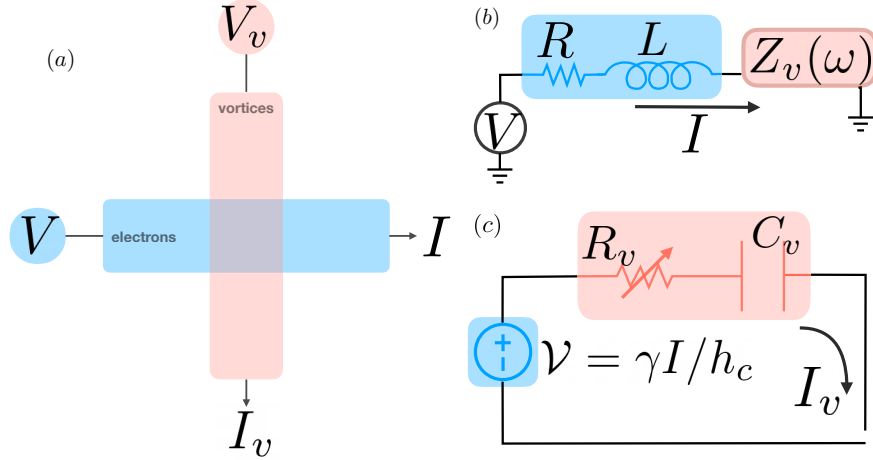 (a)
V_v
vortices
V
electrons
I
I_v
(b)
R
L
Z_v(ω)
V
I
(c)
R_v
C_v
+
−
𝒱 = γI/h_c
I_v